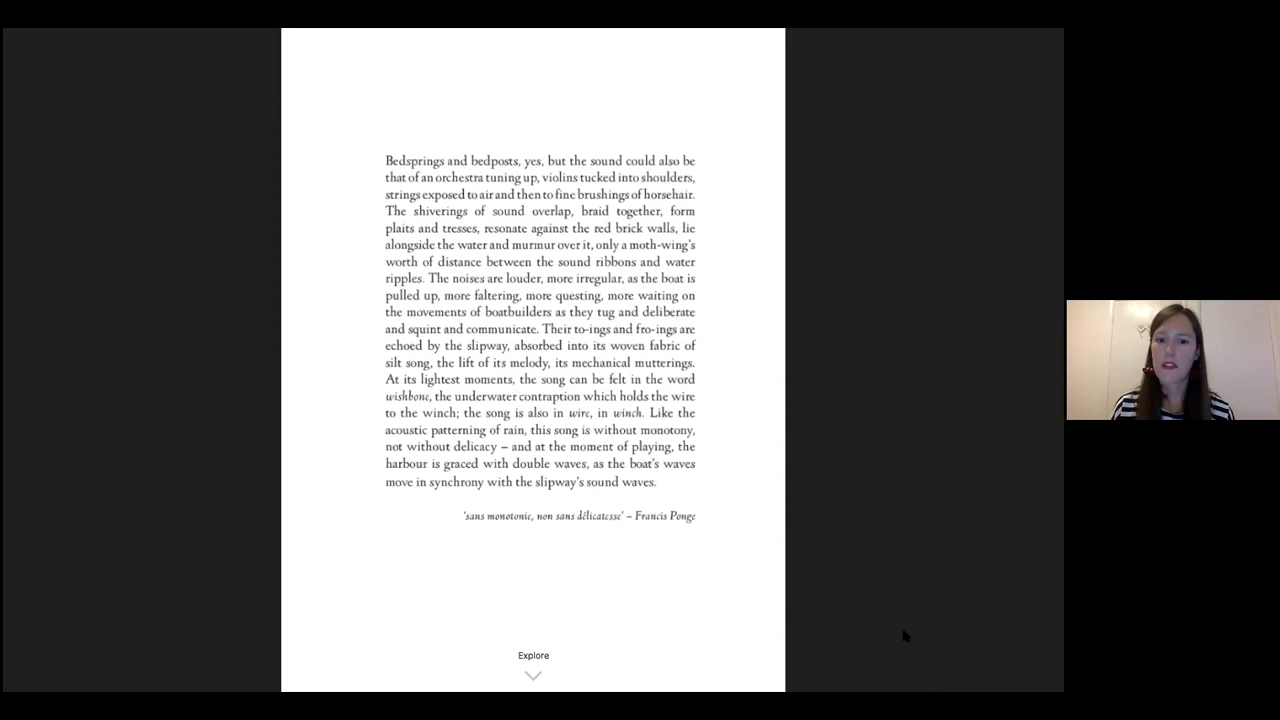 Bedsprings and bedposts, yes, but the sound could also be
that of an orchestra tuning up, violins tucked into shoulders,
strings exposed to air and then to fine brushings of horsehair.
The shiverings of sound overlap, braid together, form
plaits and tresses, resonate against the red brick walls, lie
alongside the water and murmur over it, only a moth-wing's
worth of distance between the sound ribbons and water
ripples. The noises are louder, more irregular, as the boat is
pulled up, more faltering, more questing, more waiting on
the movements of boatbuilders as they tug and deliberate
and squint and communicate. Their to-ings and fro-ings are
echoed by the slipway, absorbed into its woven fabric of
silt song, the lift of its melody, its mechanical mutterings.
At its lightest moments, the song can be felt in the word
wishbone, the underwater contraption which holds the wire
to the winch; the song is also in wire, in winch. Like the
acoustic patterning of rain, this song is without monotony,
not without delicacy – and at the moment of playing, the
harbour is graced with double waves, as the boat's waves
move in synchrony with the slipway's sound waves.
'sans monotonie, non sans délicatesse' – Francis Ponge
Explore